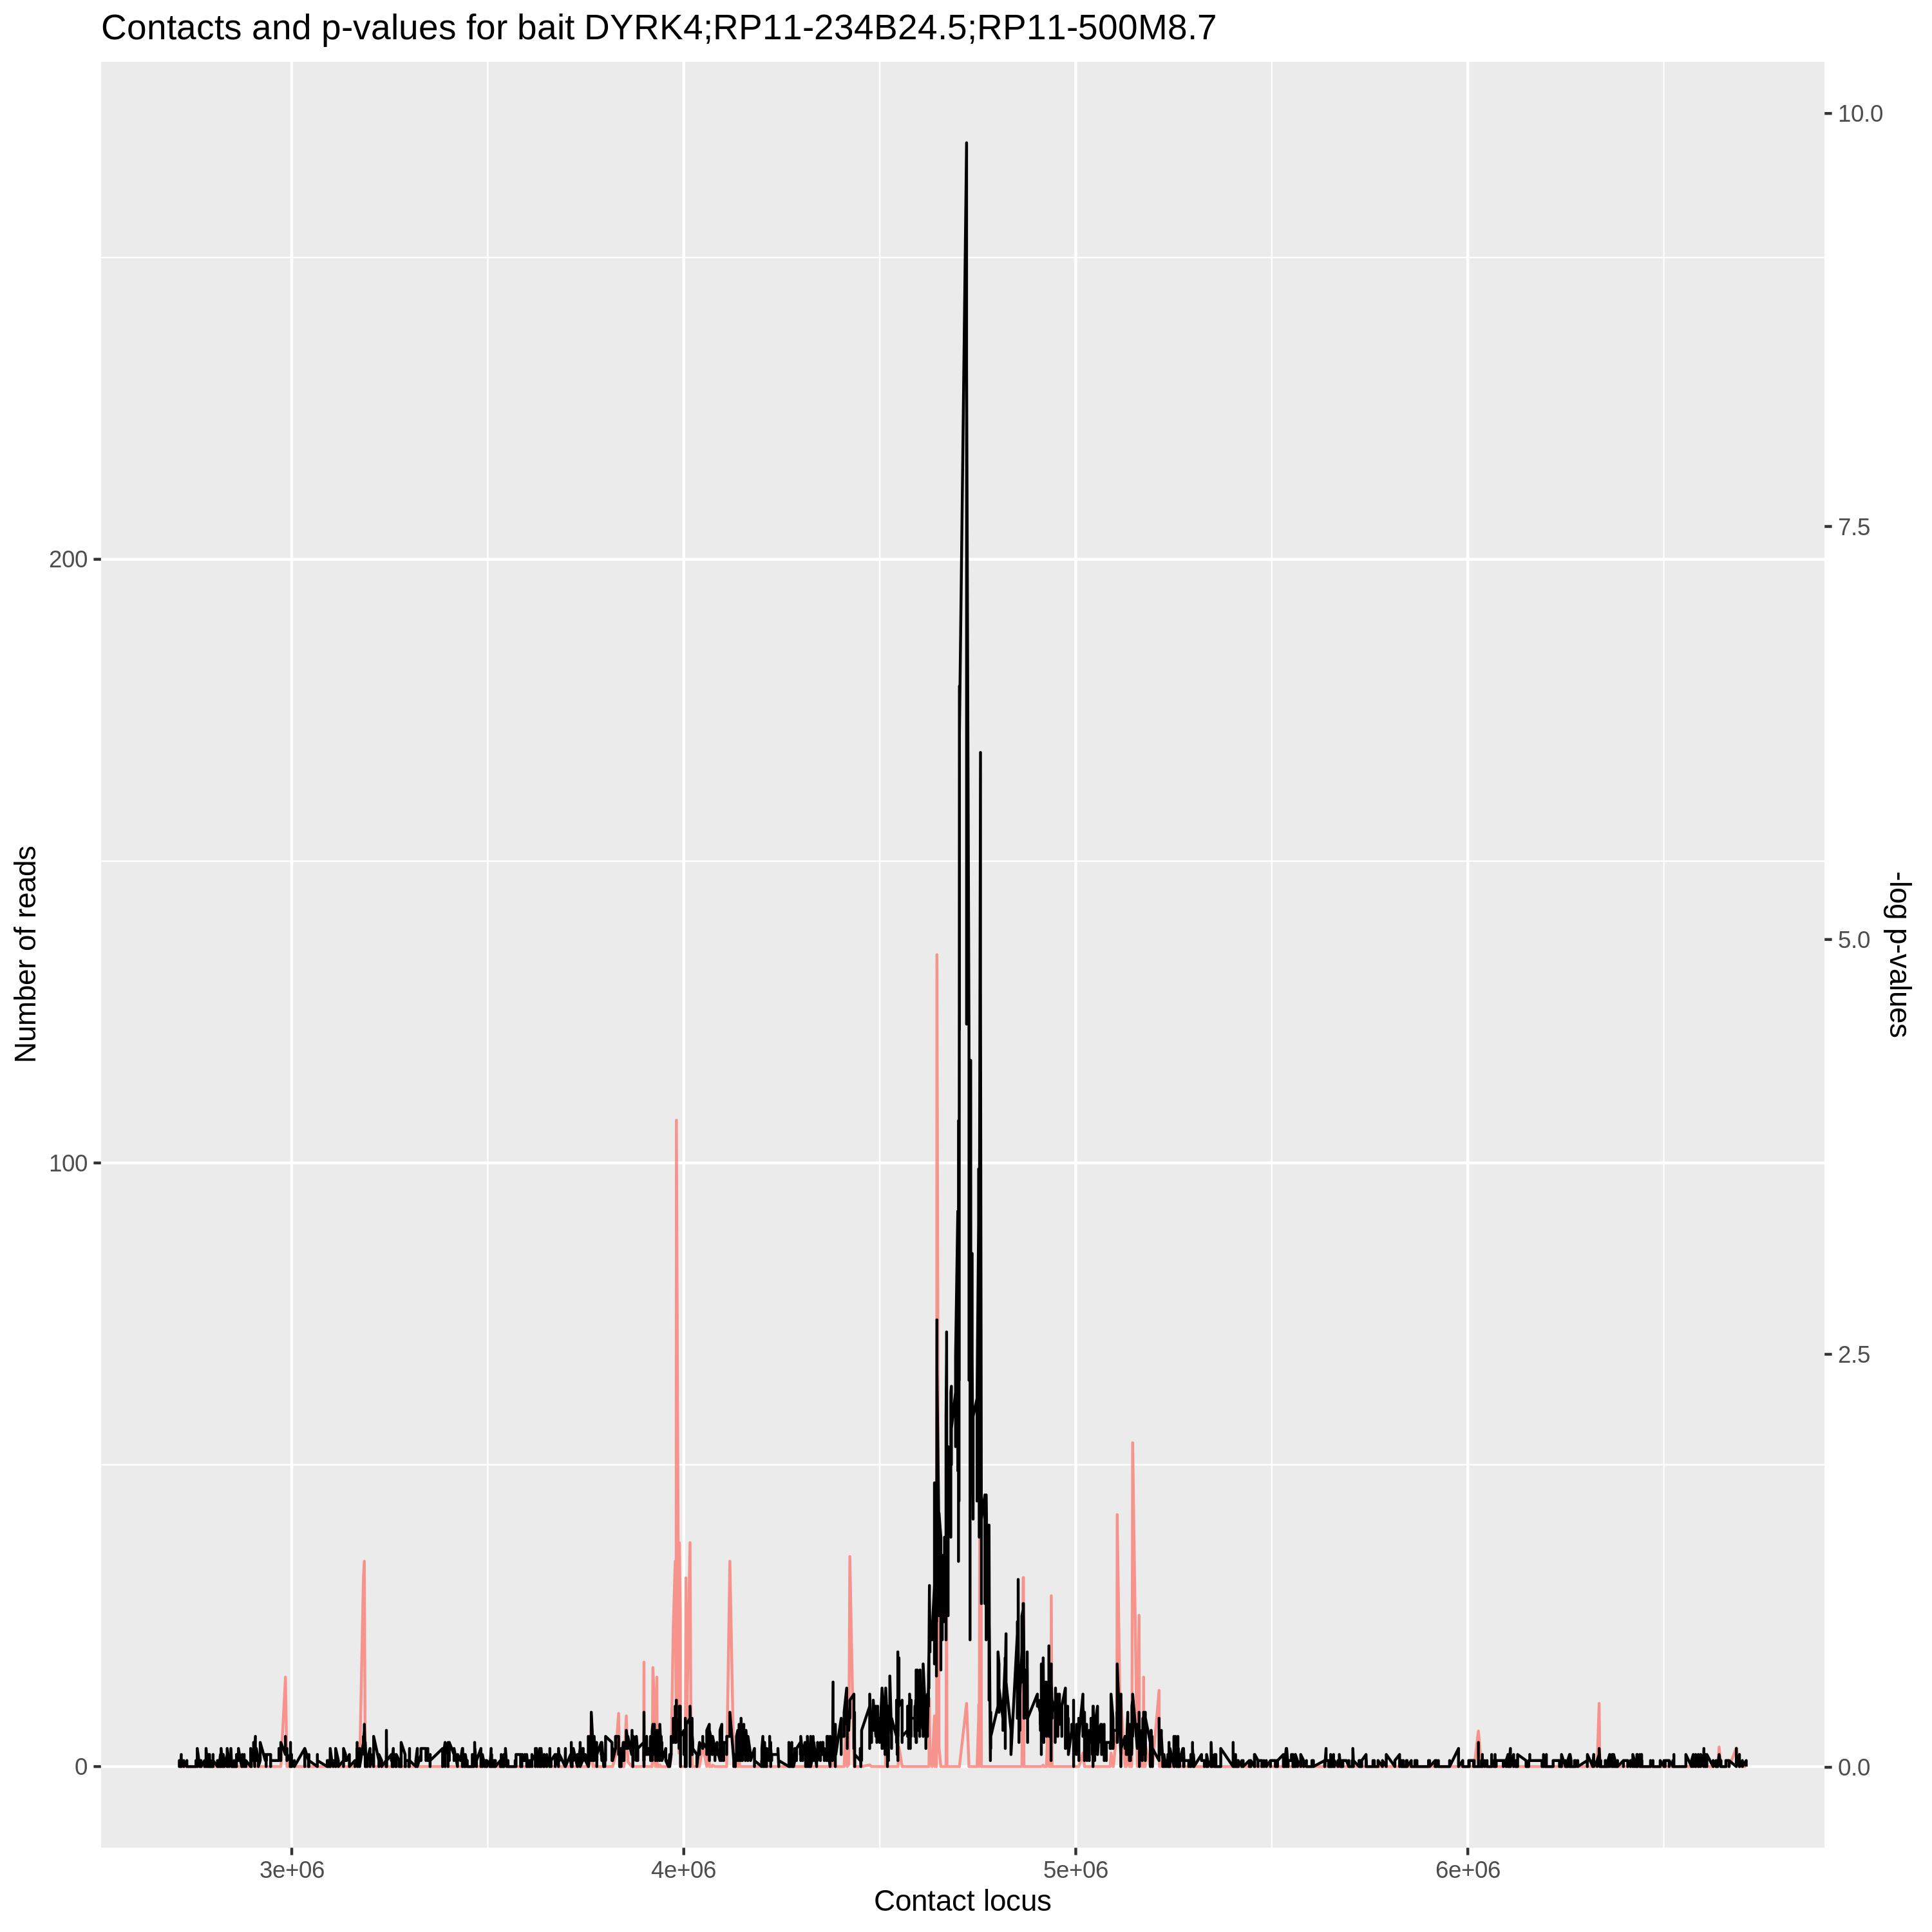 Contacts and p-values for bait DYRK4;RP11-234B24.5;RP11-500M8.7
Number of reads
200
100
0
10.0
7.5
5.0
2.5
0.0
-log p-values
3e+06
4e+06
5e+06
6e+06
Contact locus